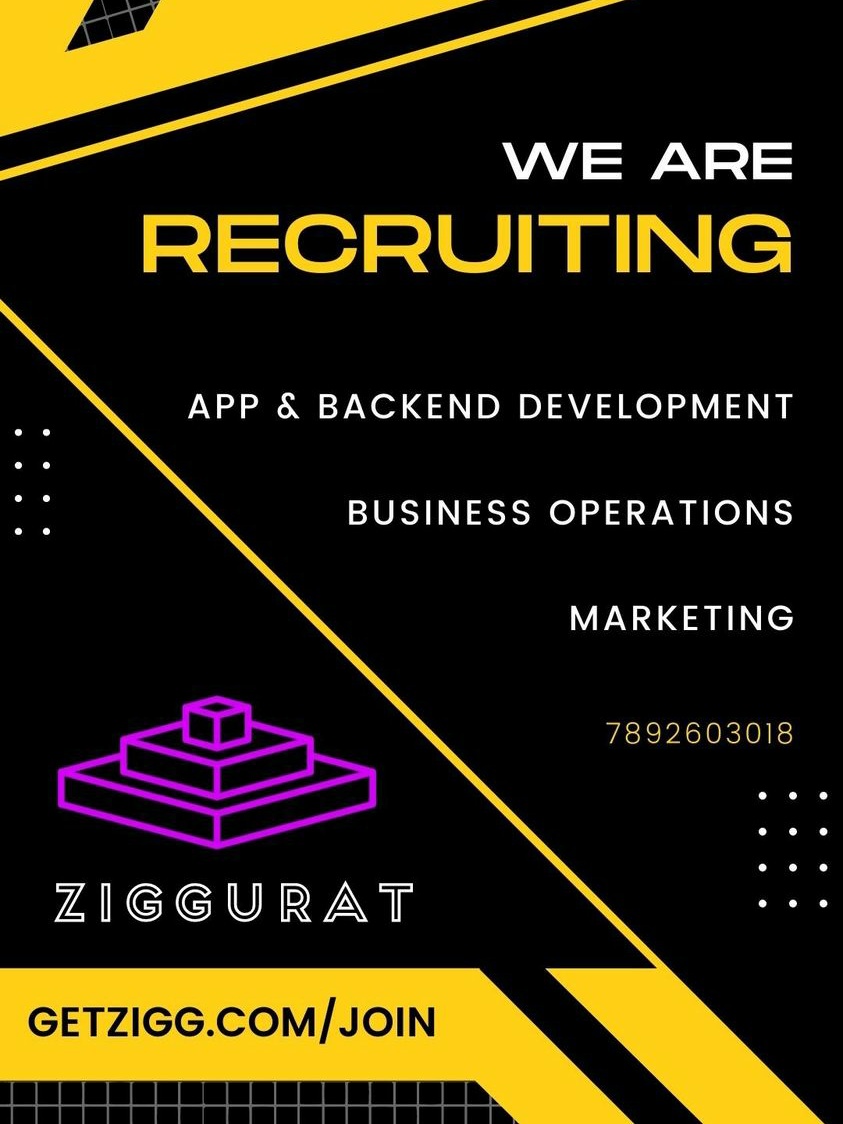 WE ARE
RECRUITING
APP & BACKEND DEVELOPMENT
BUSINESS OPERATIONS
MARKETING
7892603018
ZIGGURAT
GETZIGG.COM/JOIN